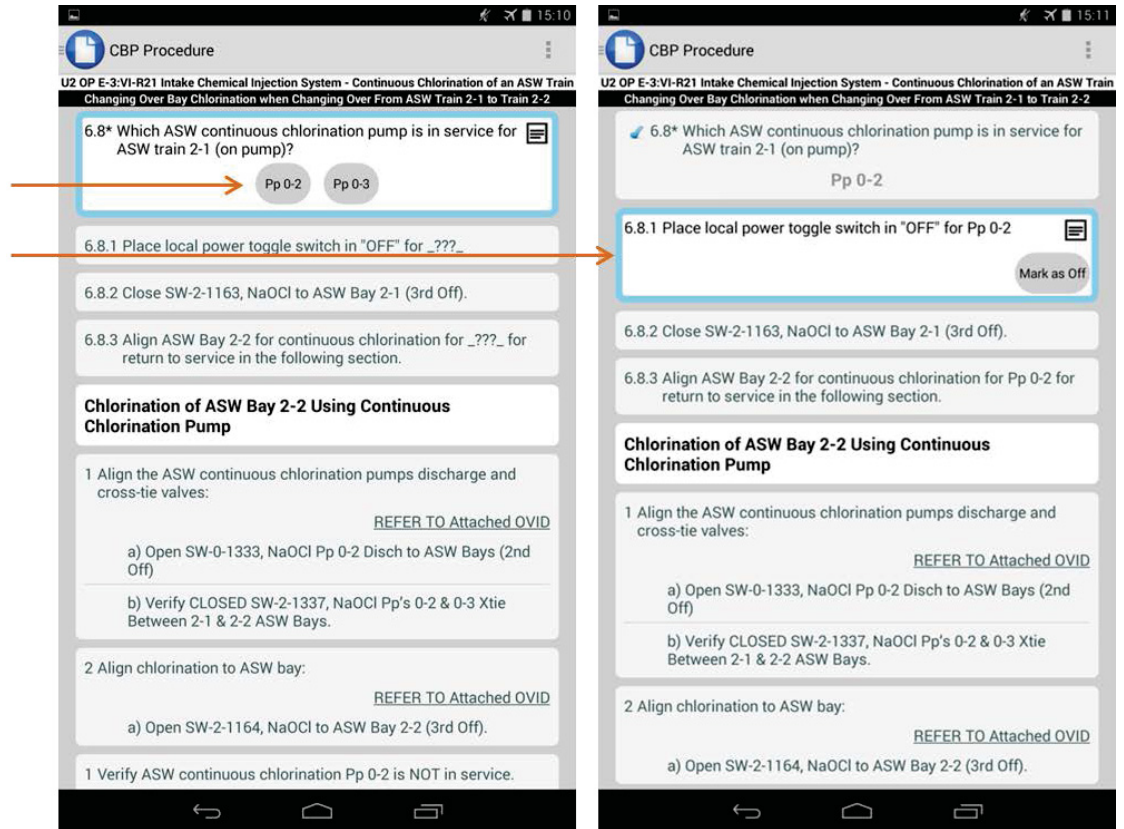 15:10
CBP Procedure
U2 OP E-3:VI-R21 Intake Chemical Injection System - Continuous Chlorination of an ASW Train
Changing Over Bay Chlorination when Changing Over From ASW Train 2-1 to Train 2-2
6.8* Which ASW continuous chlorination pump is in service for
ASW train 2-1 (on pump)?
Pp 0-2 Pp 0-3
6.8.1 Place local power toggle switch in "OFF" for _???_
6.8.2 Close SW-2-1163, NaOCl to ASW Bay 2-1 (3rd Off).
6.8.3 Align ASW Bay 2-2 for continuous chlorination for _???_ for
return to service in the following section.
Chlorination of ASW Bay 2-2 Using Continuous
Chlorination Pump
1 Align the ASW continuous chlorination pumps discharge and
cross-tie valves:
REFER TO Attached OVID
a) Open SW-0-1333, NaOCl Pp 0-2 Disch to ASW Bays (2nd
Off)
b) Verify CLOSED SW-2-1337, NaOCl Pp's 0-2 & 0-3 Xtie
Between 2-1 & 2-2 ASW Bays.
2 Align chlorination to ASW bay:
REFER TO Attached OVID
a) Open SW-2-1164, NaOCl to ASW Bay 2-2 (3rd Off).
1 Verify ASW continuous chlorination Pp 0-2 is NOT in service.
15:11
CBP Procedure
U2 OP E-3:VI-R21 Intake Chemical Injection System - Continuous Chlorination of an ASW Train
Changing Over Bay Chlorination when Changing Over From ASW Train 2-1 to Train 2-2
6.8* Which ASW continuous chlorination pump is in service for
ASW train 2-1 (on pump)?
Pp 0-2
6.8.1 Place local power toggle switch in "OFF" for Pp 0-2
Mark as Off
6.8.2 Close SW-2-1163, NaOCl to ASW Bay 2-1 (3rd Off).
6.8.3 Align ASW Bay 2-2 for continuous chlorination for Pp 0-2 for
return to service in the following section.
Chlorination of ASW Bay 2-2 Using Continuous
Chlorination Pump
1 Align the ASW continuous chlorination pumps discharge and
cross-tie valves:
REFER TO Attached OVID
a) Open SW-0-1333, NaOCl Pp 0-2 Disch to ASW Bays (2nd
Off)
b) Verify CLOSED SW-2-1337, NaOCl Pp's 0-2 & 0-3 Xtie
Between 2-1 & 2-2 ASW Bays.
2 Align chlorination to ASW bay:
REFER TO Attached OVID
a) Open SW-2-1164, NaOCl to ASW Bay 2-2 (3rd Off).